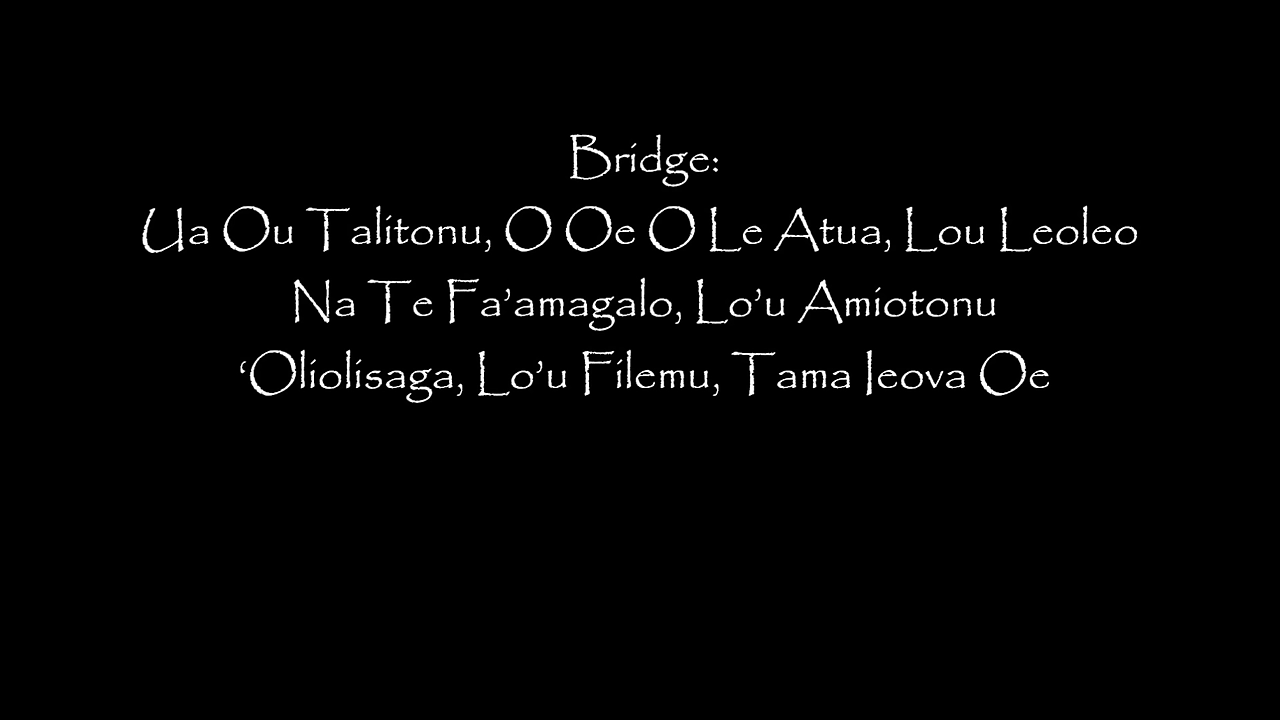 Bridge:
Ua Ou Talitonu, O Oe O Le Atua, Lou Leoleo
Na Te Fa’amagalo, Lo’u Amiotonu
‘Oliolisaga, Lo’u Filemu, Tama Ieova Oe